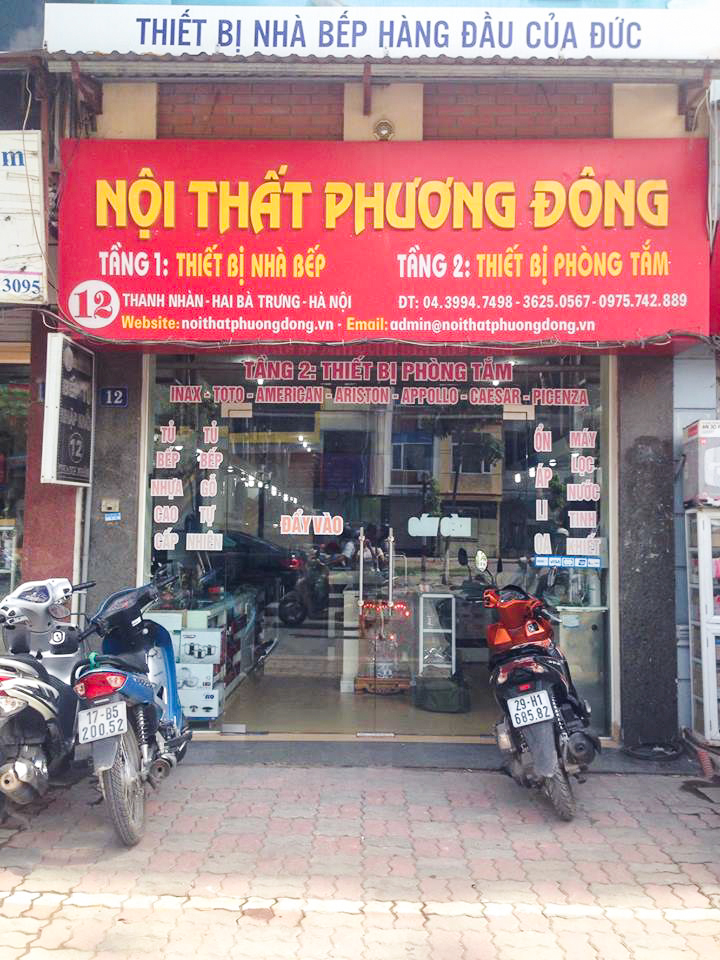 THIẾT BỊ NHÀ BẾP HÀNG ĐẦU CỦA ĐỨC
NỘI THẤT PHƯƠNG ĐÔNG
TẦNG 1: THIẾT BỊ NHÀ BẾP
TẦNG 2: THIẾT BỊ PHÒNG TẮM
12
THANH NHÀN - HAI BÀ TRƯNG - HÀ NỘI
ĐT: 04.3994.7498 - 3625.0567 - 0975.742.889
Website: noithatphuongdong.vn - Email: admin@noithatphuongdong.vn
m
3095
12
12
TẦNG 2: THIẾT BỊ PHÒNG TẮM
INAX - TOTO - AMERICAN - ARISTON - APPOLLO - CAESAR - PICENZA
TỦ
BẾP
NHỰA
CAO
CẤP
TỦ
BẾP
GỖ
TỰ
NHIÊN
ĐẨY VÀO
ỔN
ÁP
LI
OA
MÁY
LỌC
NƯỚC
TINH
KHIẾT
VISA
17-B5
200.52
29-H1
685.82